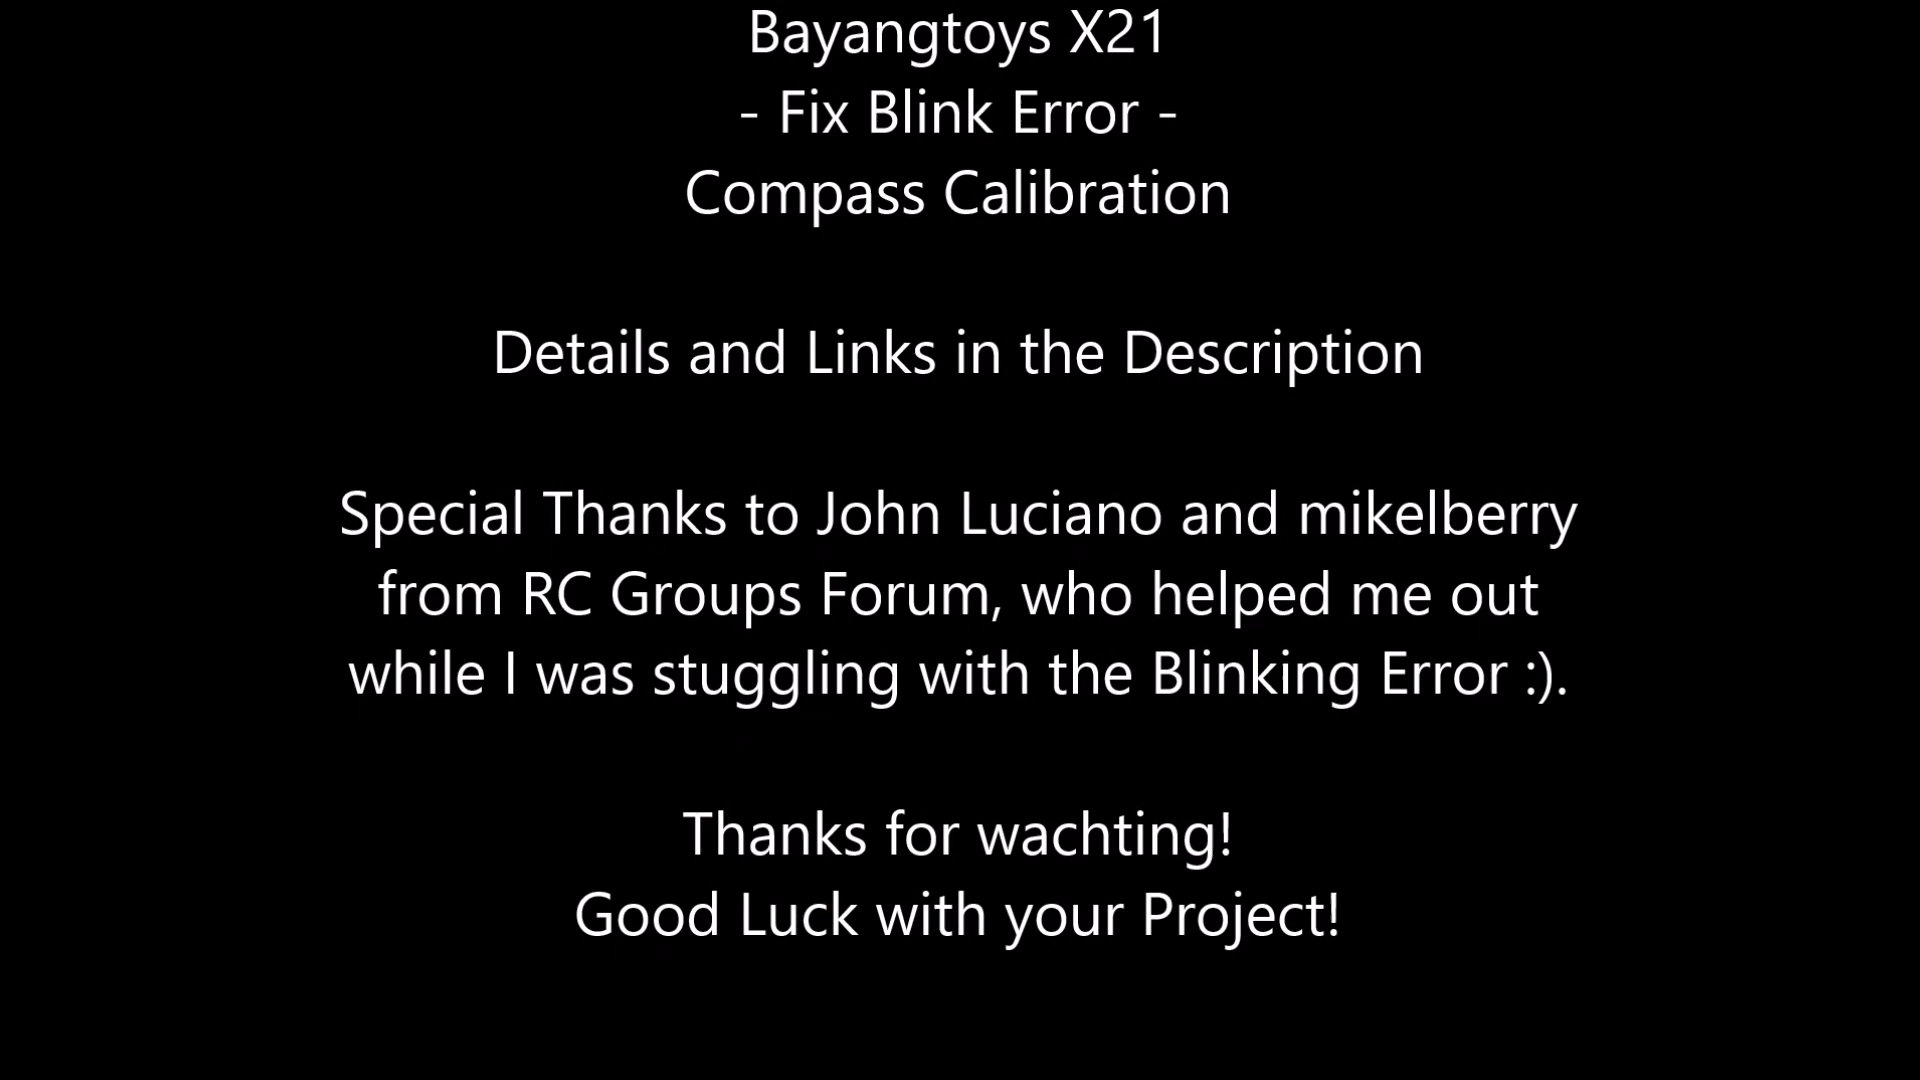 Bayangtoys X21
- Fix Blink Error -
Compass Calibration
Details and Links in the Description
Special Thanks to John Luciano and mikelberry
from RC Groups Forum, who helped me out
while I was stuggling with the Blinking Error :).
Thanks for wachting!
Good Luck with your Project!